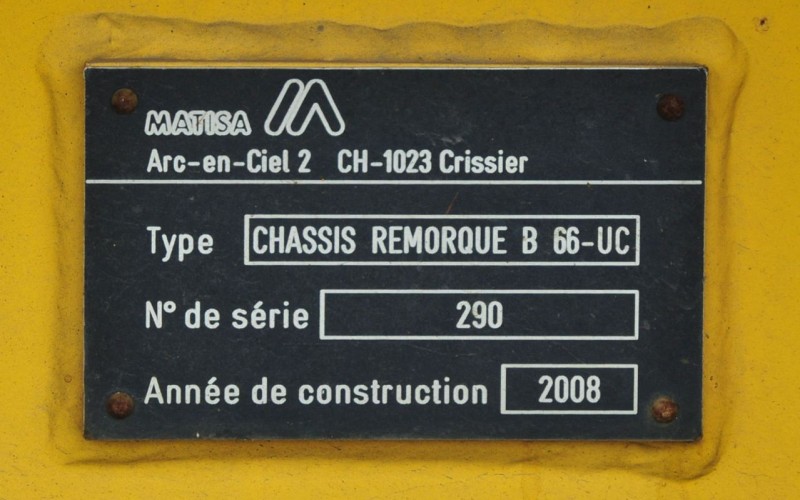 MATISA
Arc-en-Ciel 2 CH-1023 Crissier
Type CHASSIS REMORQUE B 66-UC
N° de série 290
Année de construction 2008